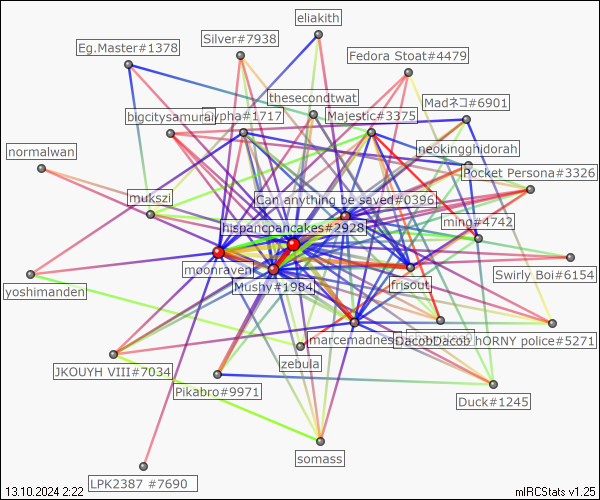 eliakith
Silver#7938
Eg.Master#1378
Fedora Stoat#4479
thesecondtwat
Madネコ#6901
bigcitysamurai
ypha#1717
Majestic#3375
normalwan
neokingghidorah
Pocket Persona#3326
mukszi
Can anything be saved#0396
ming#4742
hispancpancakes#2928
moonraven
Swirly Boi#6154
Mushy#1984
frisout
yoshimanden
marcemadness
DacobDacob
hORNY police#5271
zebula
JKOUYH VIII#7034
Pikabro#9971
Duck#1245
somass
LPK2387 #7690
13.10.2024 2:22
mIRCStats v1.25